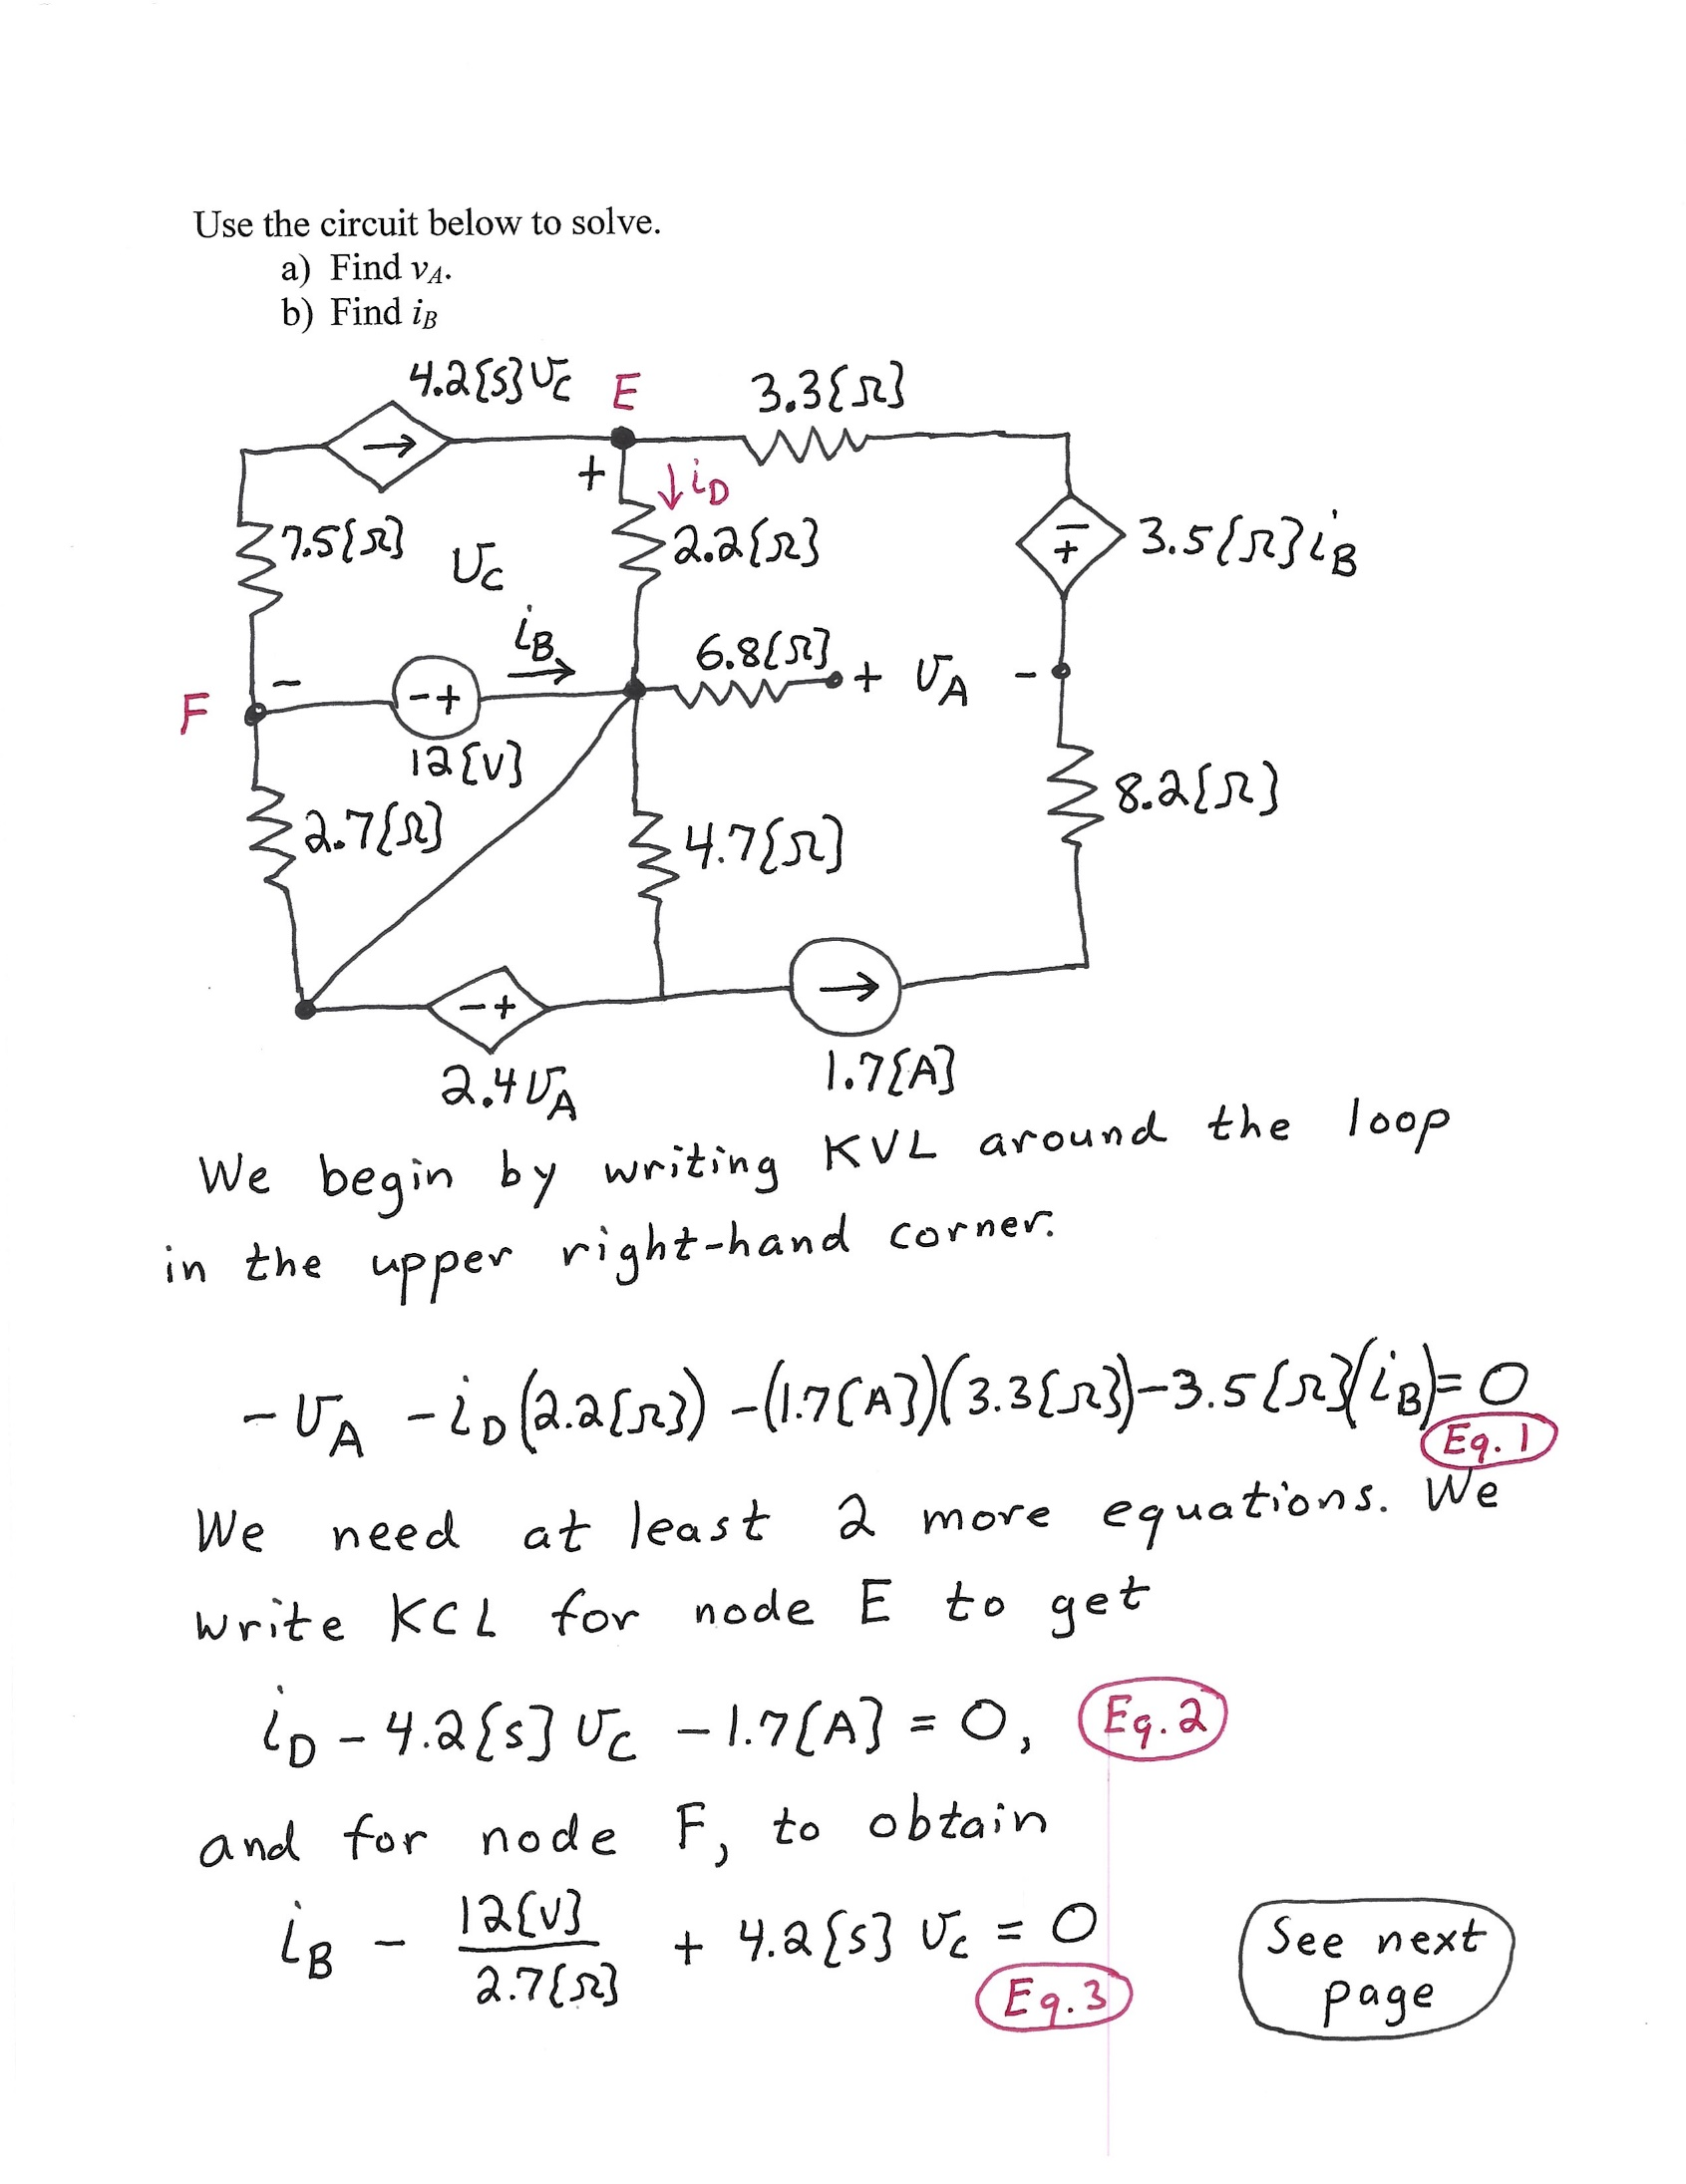 Use the circuit below to solve.
a) Find vA.
b) Find iB
4.2[S]vC
E
3.3[Ω]
+
↓iD
7.5[Ω]
vC
2.2[Ω]
- +
3.5[Ω]iB
iB
→
6.8[Ω]
+ vA -
F
-
- +
12[V]
2.7[Ω]
4.7[Ω]
8.2[Ω]
- +
→
2.4vA
1.7[A]
We begin by writing KVL around the loop
in the upper right-hand corner.
-vA -iD(2.2[Ω]) -(1.7[A])(3.3[Ω])-3.5[Ω](iB)=0
Eq. 1
We need at least 2 more equations. We
write KCL for node E to get
iD - 4.2[S] vC - 1.7[A] = 0, Eq. 2
and for node F, to obtain
iB - 12[V]/2.7[Ω] + 4.2[S] vC = 0
Eq. 3
See next
page